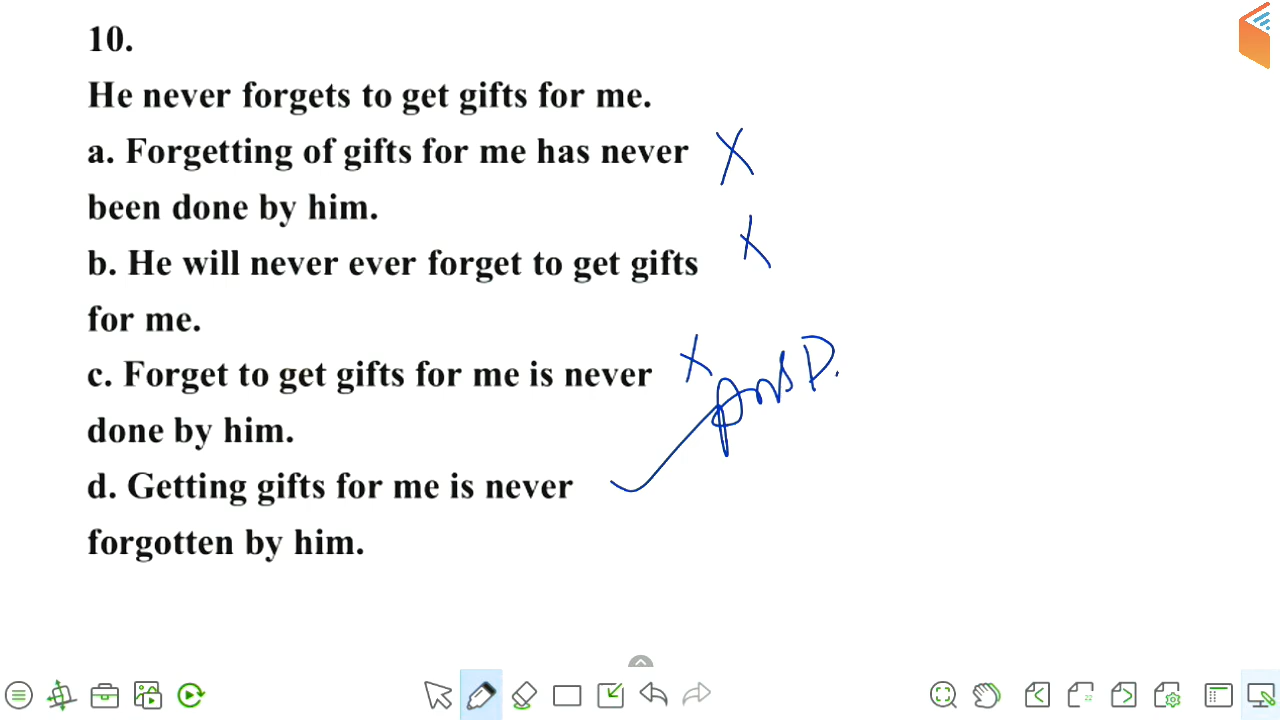 10.
He never forgets to get gifts for me.
a. Forgetting of gifts for me has never X
been done by him.
b. He will never ever forget to get gifts X
for me.
c. Forget to get gifts for me is never X
Ans D.
done by him.
d. Getting gifts for me is never
forgotten by him.
22